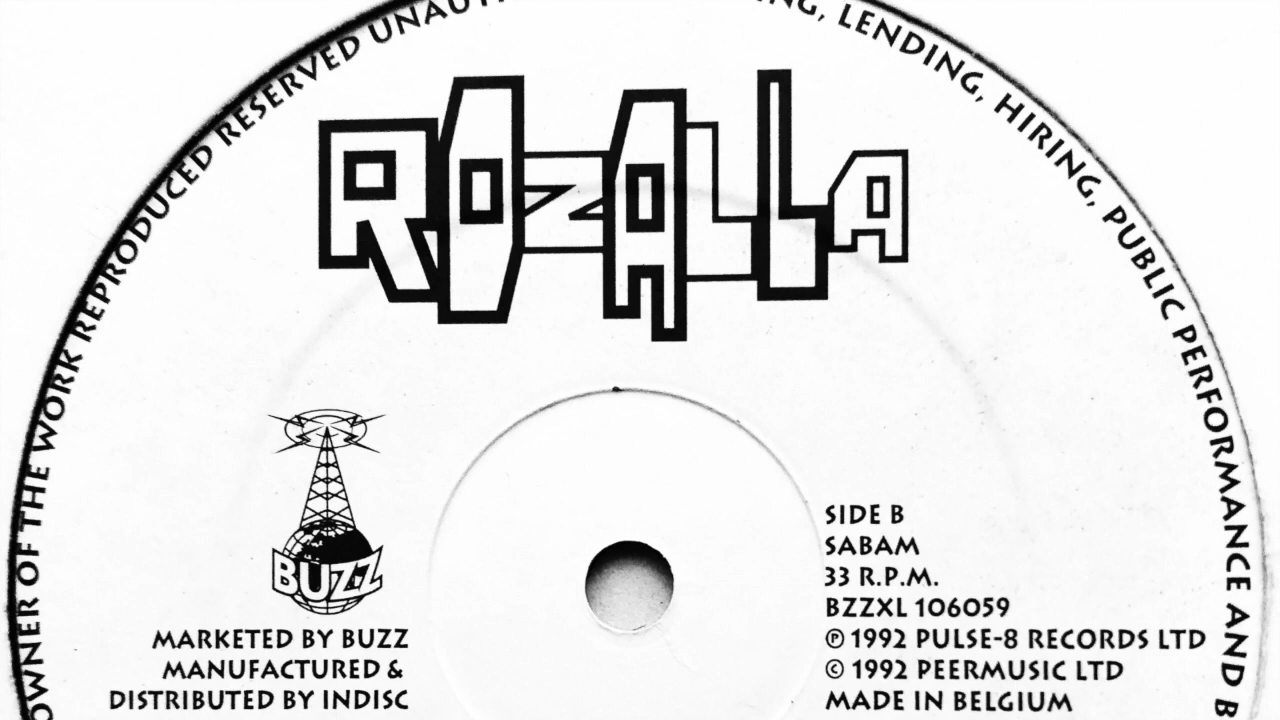 OWNER OF THE WORK REPRODUCED RESERVED LENDING, HIRING, PUBLIC PERFORMANCE AND
ROZALLA
BUZZ
MARKETED BY BUZZ
MANUFACTURED &
DISTRIBUTED BY INDISC
SIDE B
SABAM
33 R.P.M.
BZZXL 106059
℗ 1992 PULSE-8 RECORDS LTD
© 1992 PEERMUSIC LTD
MADE IN BELGIUM